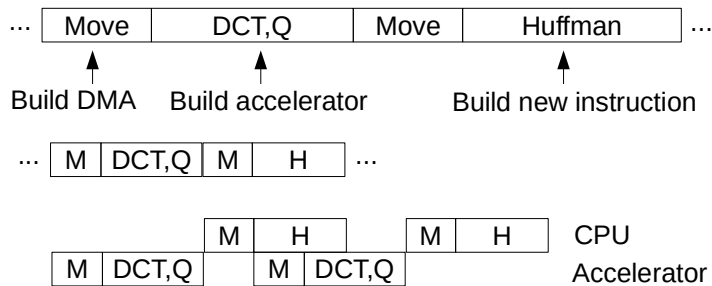 ... Move DCT,Q Move Huffman ...
Build DMA Build accelerator Build new instruction
... M DCT,Q M H ...
M H M H CPU
M DCT,Q M DCT,Q Accelerator